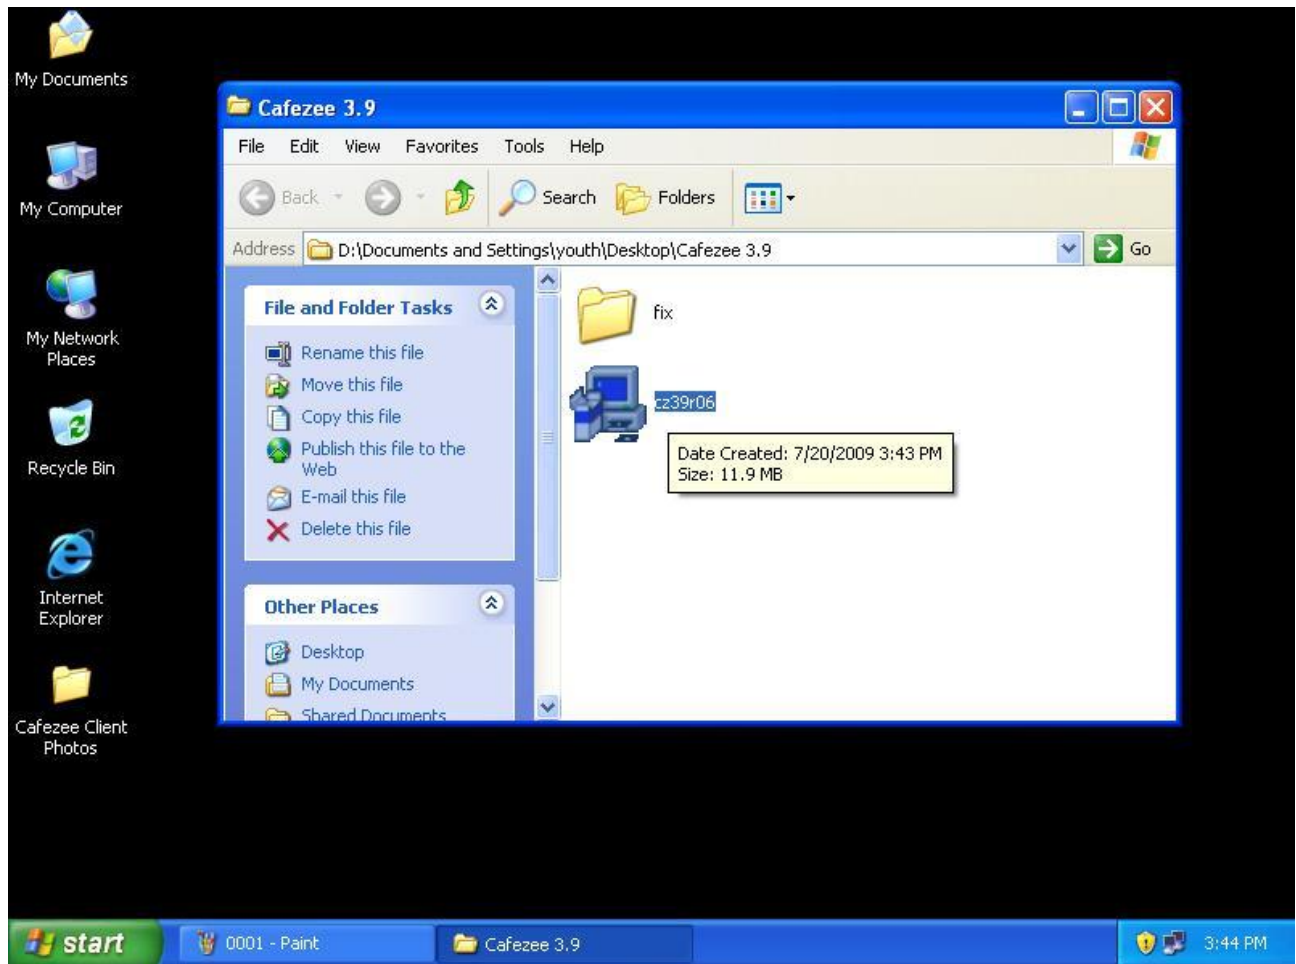 My Documents
My Computer
My Network
Places
Recycle Bin
Internet
Explorer
Cafezee Client
Photos
Cafezee 3.9
File Edit View Favorites Tools Help
Back Search Folders
Address D:\Documents and Settings\youth\Desktop\Cafezee 3.9 Go
File and Folder Tasks
Rename this file
Move this file
Copy this file
Publish this file to the
Web
E-mail this file
Delete this file
Other Places
Desktop
My Documents
Shared Documents
fix
cz39r06
Date Created: 7/20/2009 3:43 PM
Size: 11.9 MB
start 0001 - Paint Cafezee 3.9 3:44 PM